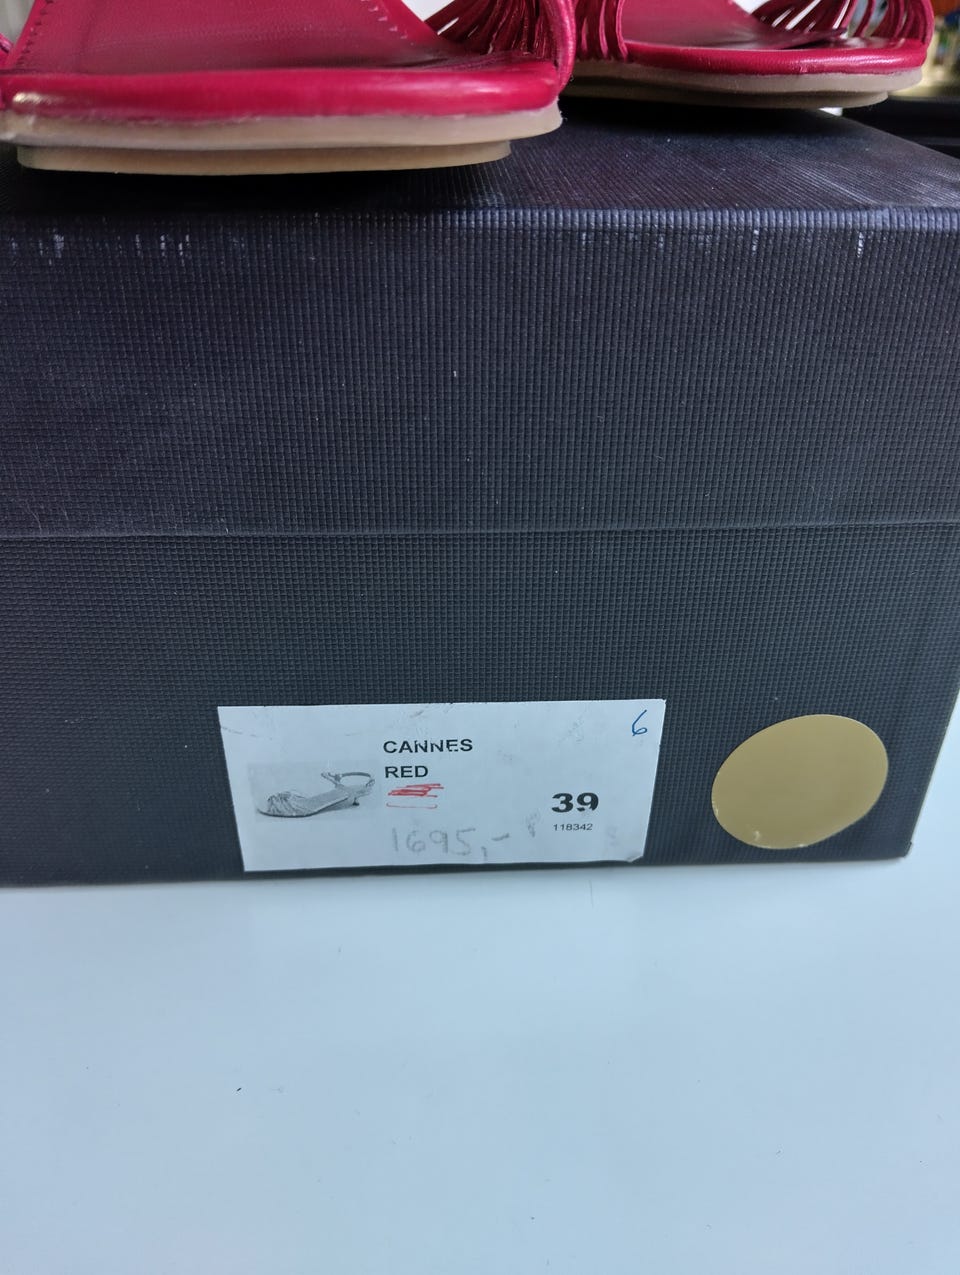 6
CANNES
RED
39
118342
1695,-